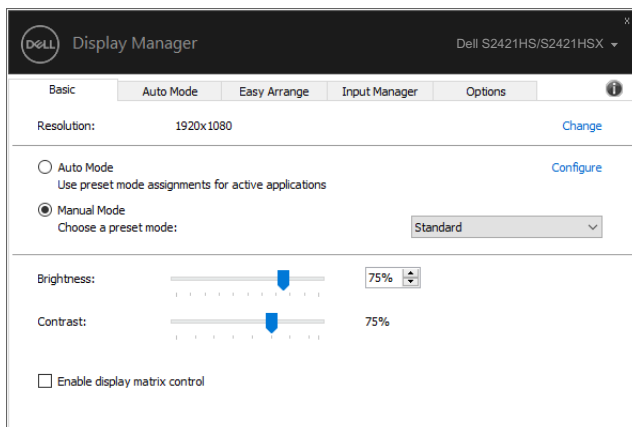 DELL Display Manager Dell S2421HS/S2421HSX
Basic Auto Mode Easy Arrange Input Manager Options
Resolution: 1920x1080 Change
Auto Mode Configure
Use preset mode assignments for active applications
Manual Mode
Choose a preset mode: Standard
Brightness: 75%
Contrast: 75%
Enable display matrix control